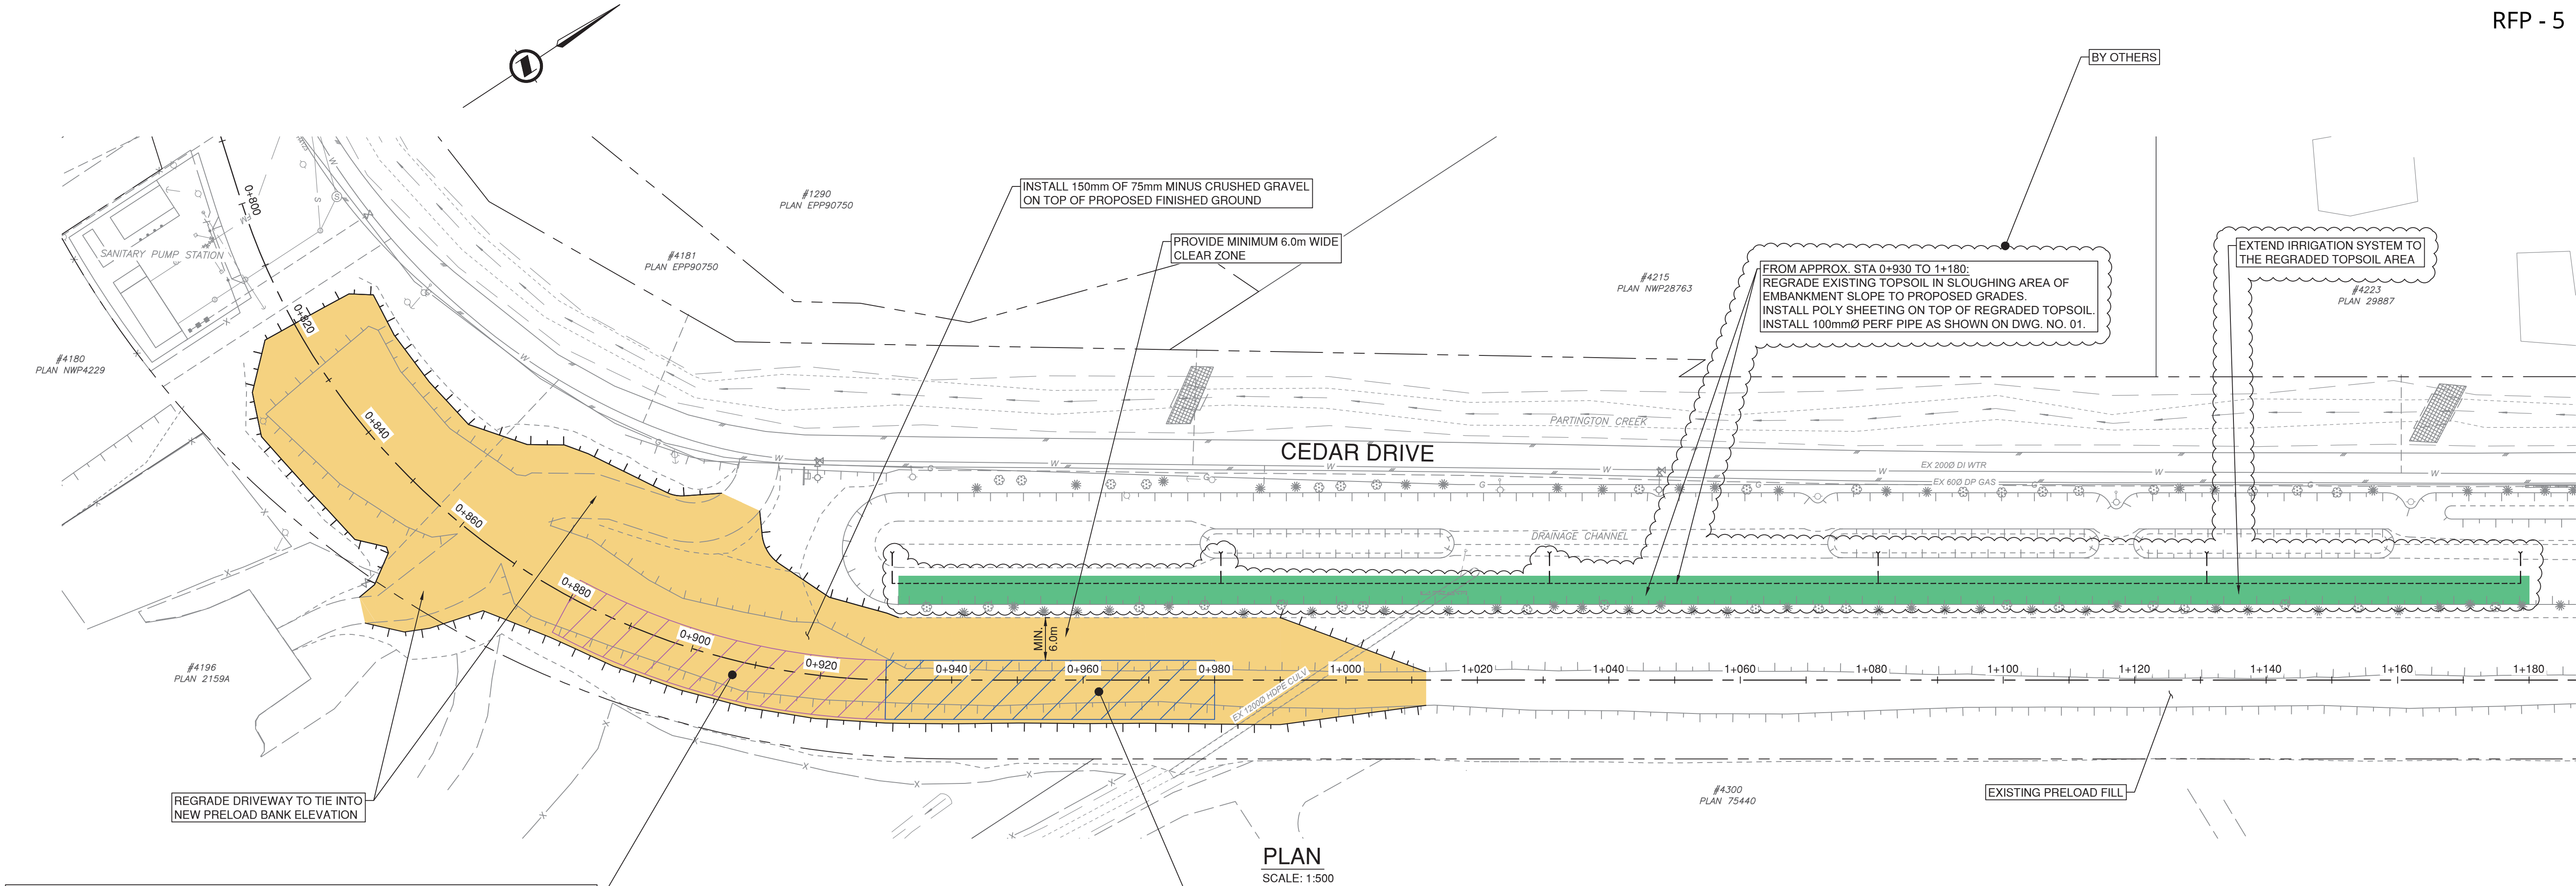 RFP - 5
BY OTHERS
INSTALL 150mm OF 75mm MINUS CRUSHED GRAVEL
ON TOP OF PROPOSED FINISHED GROUND
#1290
PLAN EPP90750
0+800
W
S
S
FM
SANITARY PUMP STATION
#4181
PLAN EPP90750
PROVIDE MINIMUM 6.0m WIDE
CLEAR ZONE
FROM APPROX. STA 0+930 TO 1+180:
REGRADE EXISTING TOPSOIL IN SLOUGHING AREA OF
EMBANKMENT SLOPE TO PROPOSED GRADES.
INSTALL POLY SHEETING ON TOP OF REGRADED TOPSOIL.
INSTALL 100mmØ PERF PIPE AS SHOWN ON DWG. NO. 01.
EXTEND IRRIGATION SYSTEM TO
THE REGRADED TOPSOIL AREA
#4215
PLAN NWP28763
#4223
PLAN 29887
#4180
PLAN NWP4229
0+820
0+840
PARTINGTON CREEK
CEDAR DRIVE
EX 200Ø DI WTR
EX 60Ø DP GAS
0+860
DRAINAGE CHANNEL
0+880
0+900
0+920
MIN.
6.0m
0+940
0+960
0+980
1+000
1+020
1+040
1+060
1+080
1+100
1+120
1+140
1+160
1+180
EX 1200Ø HDPE CULV
#4196
PLAN 2159A
REGRADE DRIVEWAY TO TIE INTO
NEW PRELOAD BANK ELEVATION
#4300
PLAN 75440
EXISTING PRELOAD FILL
PLAN
SCALE: 1:500